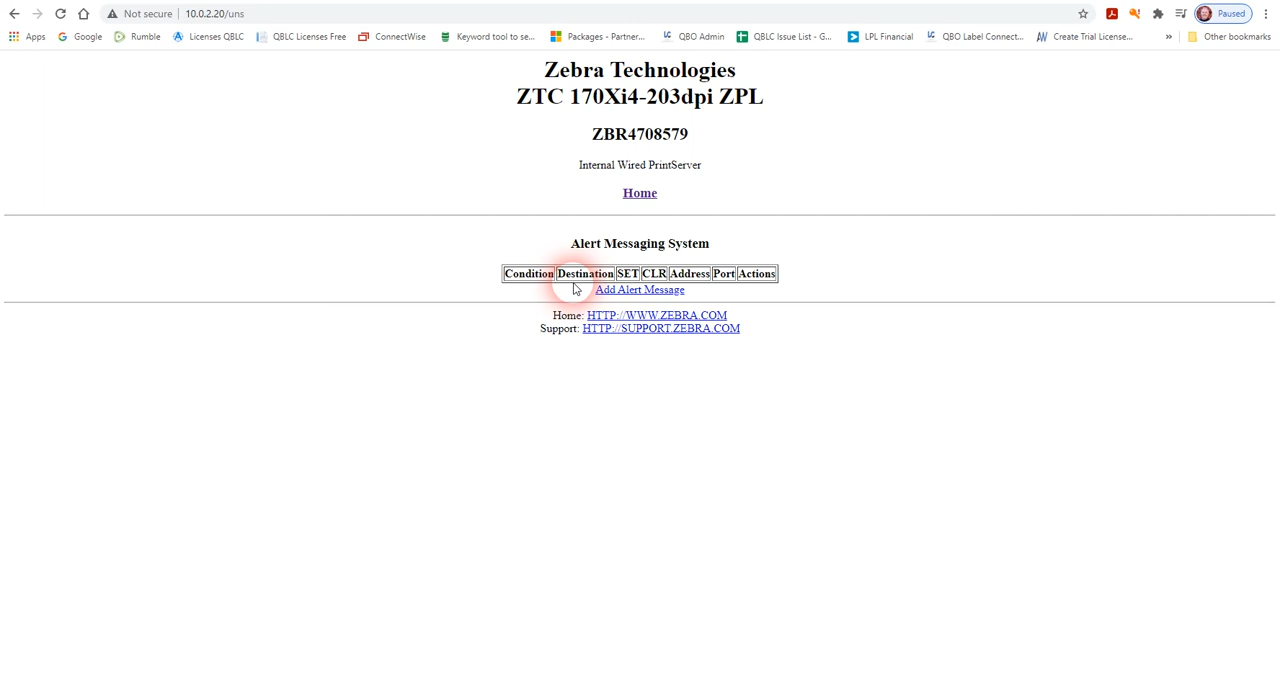 Not secure | 10.0.2.20/uns
Paused
Apps Google Rumble Licenses QBLC QBLC Licenses Free ConnectWise Keyword tool to se... Packages - Partner... QBO Admin QBLC Issue List - G... LPL Financial QBO Label Connect... Create Trial License... » Other bookmarks
Zebra Technologies
ZTC 170Xi4-203dpi ZPL
ZBR4708579
Internal Wired PrintServer
Home
Alert Messaging System
Condition Destination SET CLR Address Port Actions
Add Alert Message
Home: HTTP://WWW.ZEBRA.COM
Support: HTTP://SUPPORT.ZEBRA.COM